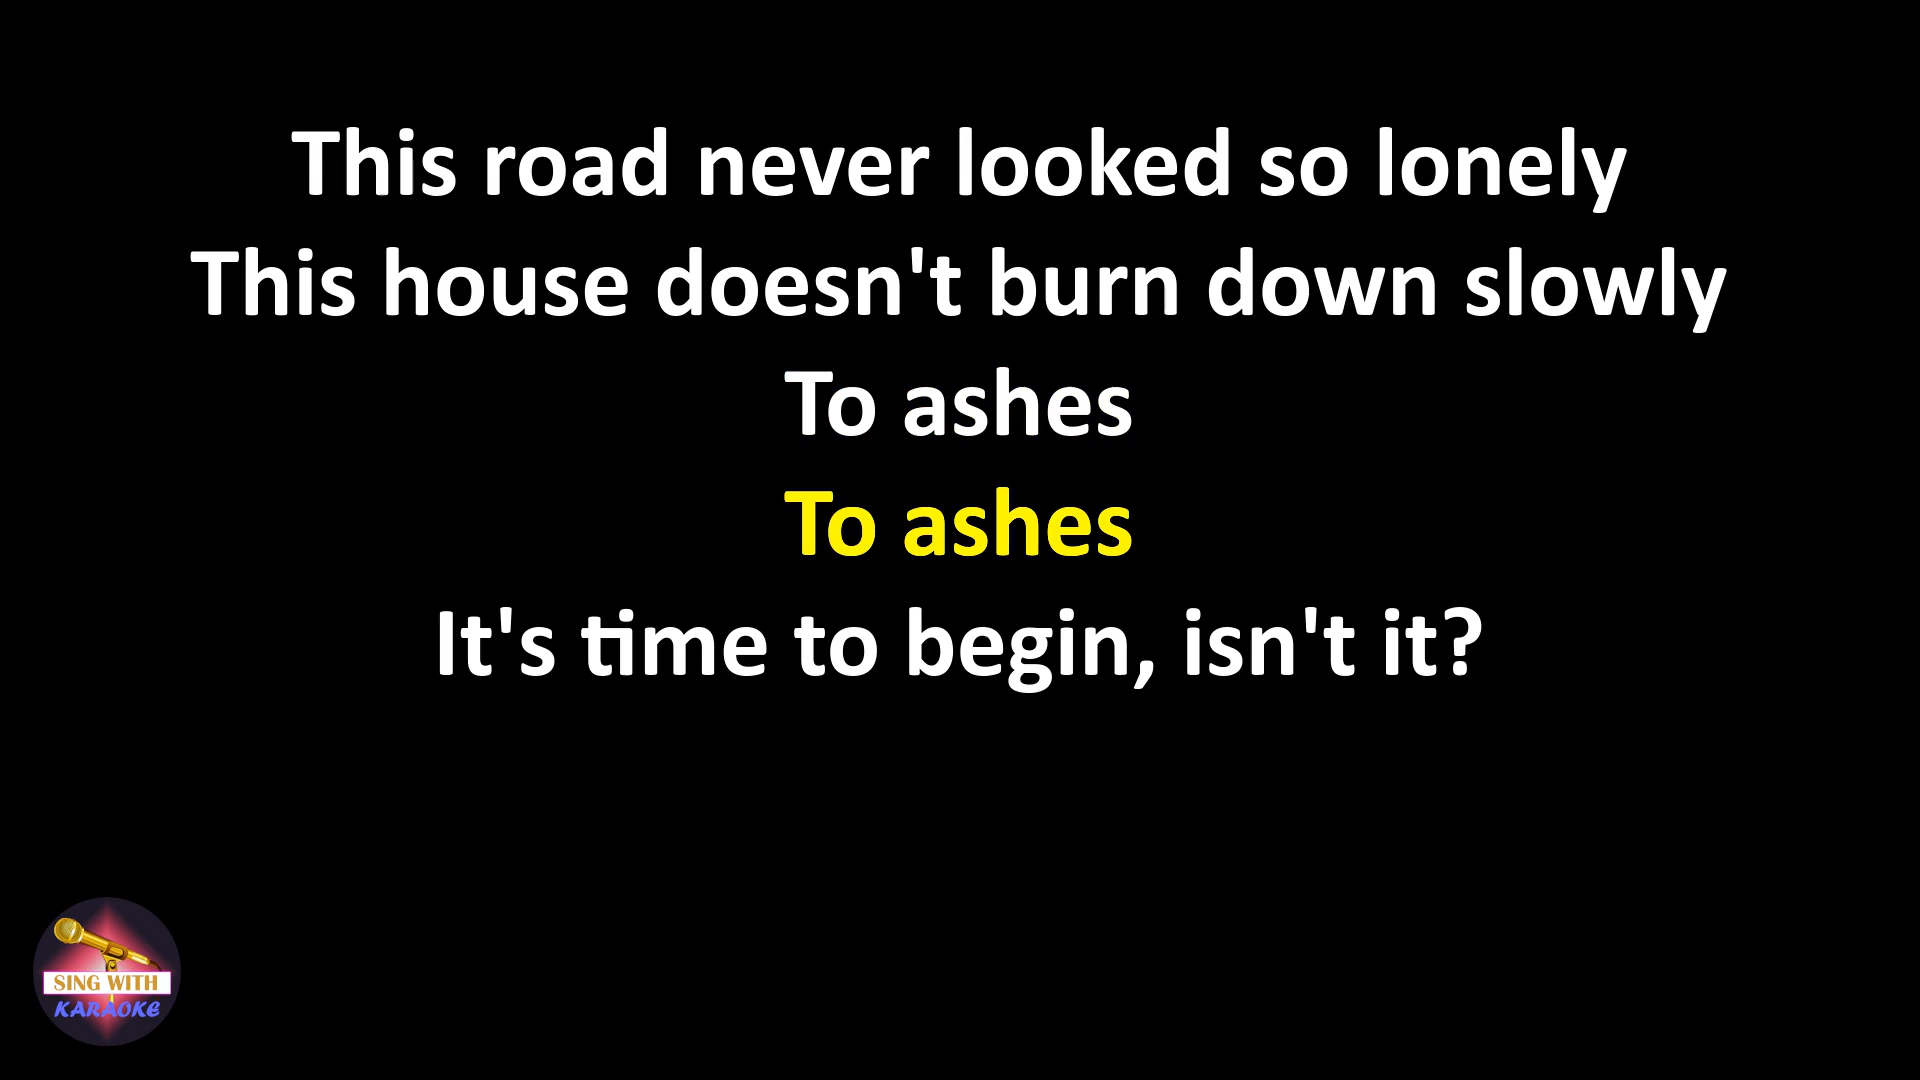 This road never looked so lonely
This house doesn't burn down slowly
To ashes
To ashes
It's time to begin, isn't it?
SING WITH
KARAOKE